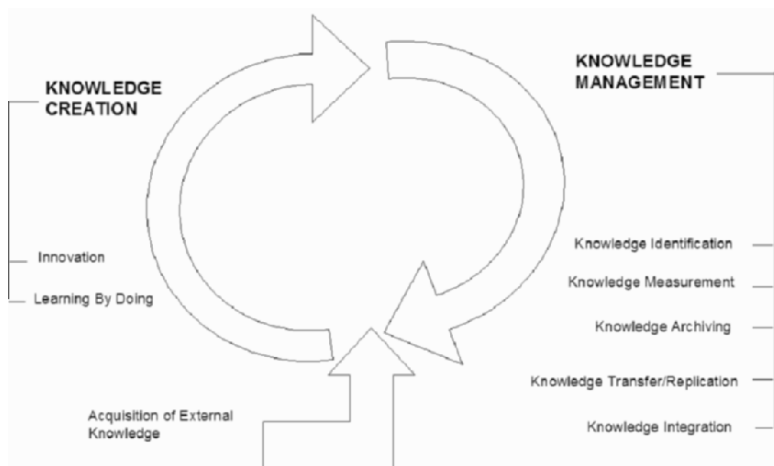 KNOWLEDGE
CREATION
Innovation
Learning By Doing
Acquisition of External
Knowledge
KNOWLEDGE
MANAGEMENT
Knowledge Identification
Knowledge Measurement
Knowledge Archiving
Knowledge Transfer/Replication
Knowledge Integration